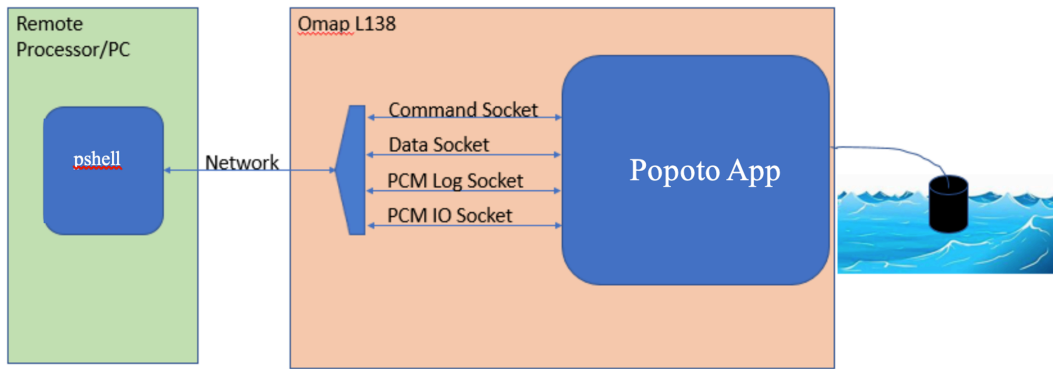 Remote
Processor/PC
pshell
Network
Omap L138
Command Socket
Data Socket
PCM Log Socket
PCM IO Socket
Popoto App